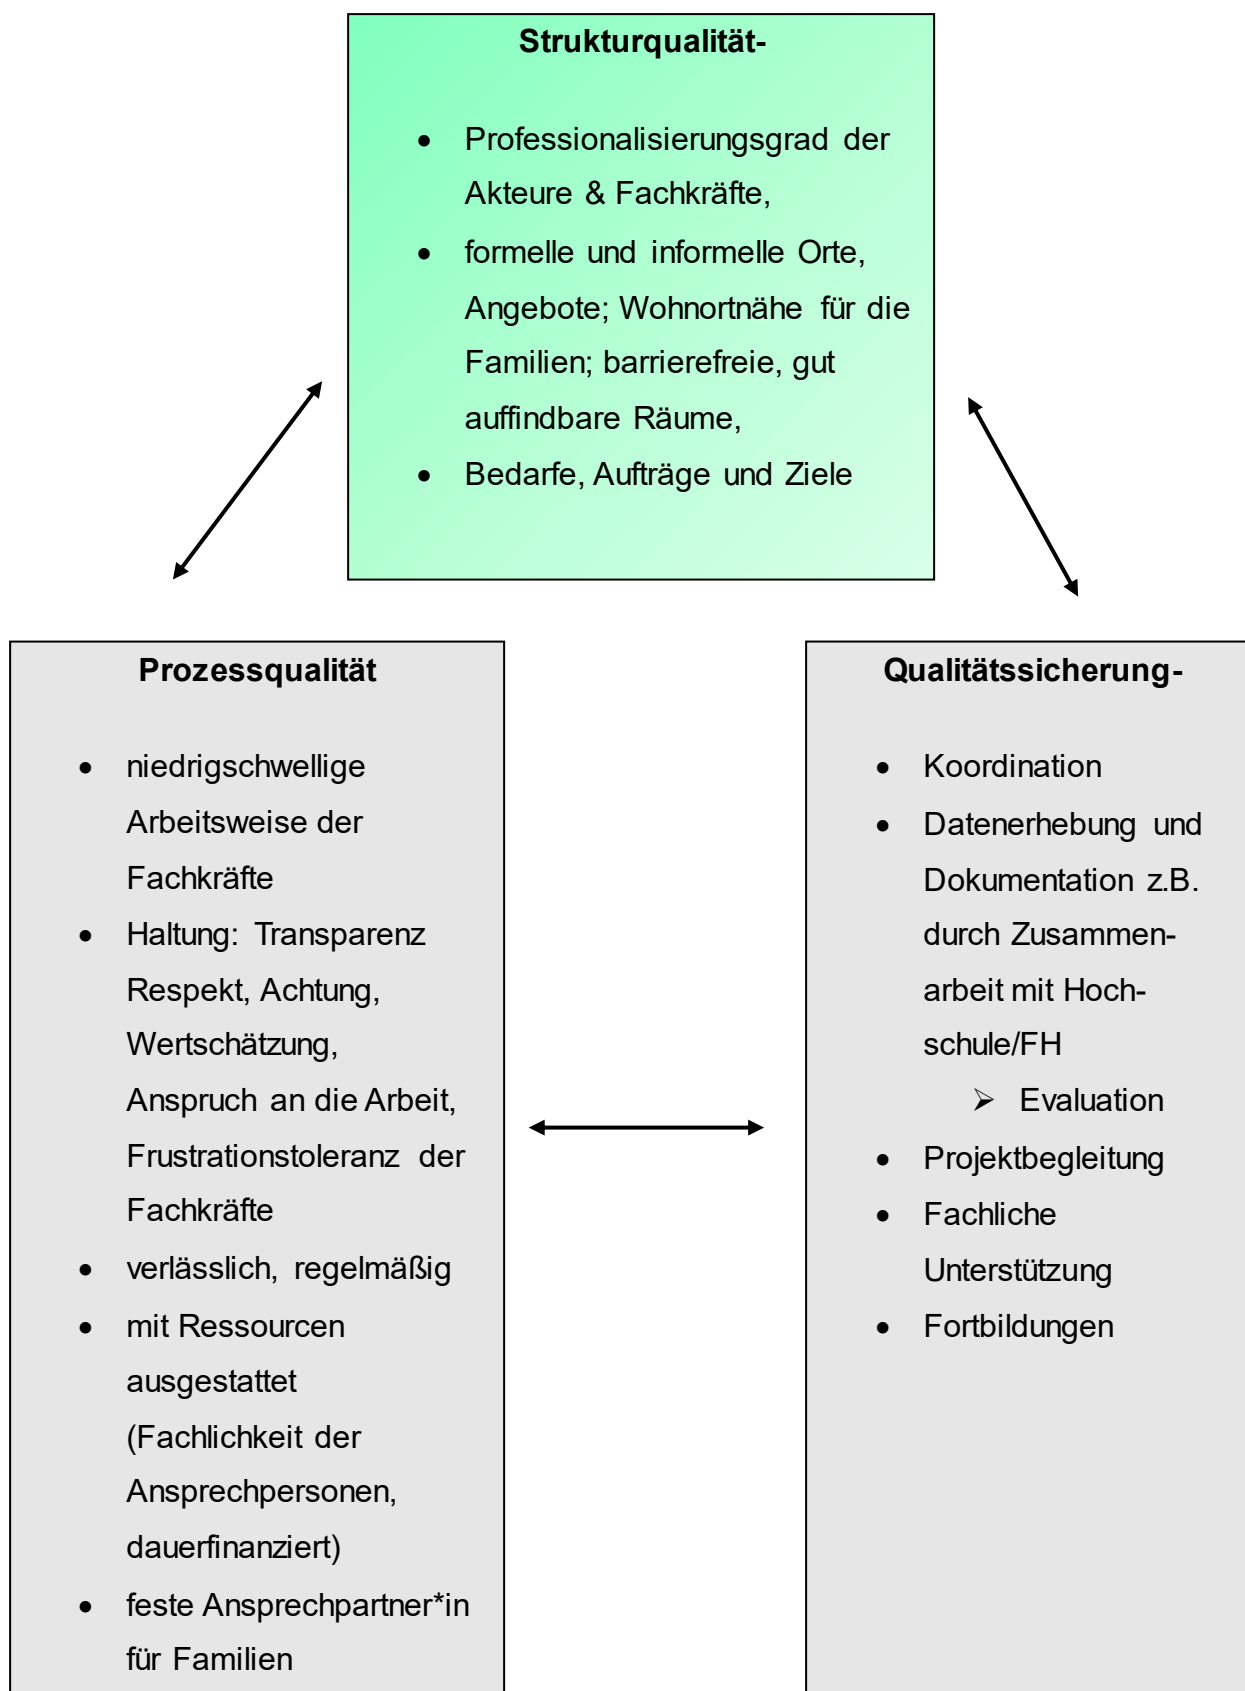 Strukturqualität-
• Professionalisierungsgrad der
Akteure & Fachkräfte,
• formelle und informelle Orte,
Angebote; Wohnortnähe für die
Familien; barrierefreie, gut
auffindbare Räume,
• Bedarfe, Aufträge und Ziele
Prozessqualität
• niedrigschwellige
Arbeitsweise der
Fachkräfte
• Haltung: Transparenz
Respekt, Achtung,
Wertschätzung,
Anspruch an die Arbeit,
Frustrationstoleranz der
Fachkräfte
• verlässlich, regelmäßig
• mit Ressourcen
ausgestattet
(Fachlichkeit der
Ansprechpersonen,
dauerfinanziert)
• feste Ansprechpartner*in
für Familien
Qualitätssicherung-
• Koordination
• Datenerhebung und
Dokumentation z.B.
durch Zusammen-
arbeit mit Hoch-
schule/FH
➢ Evaluation
• Projektbegleitung
• Fachliche
Unterstützung
• Fortbildungen